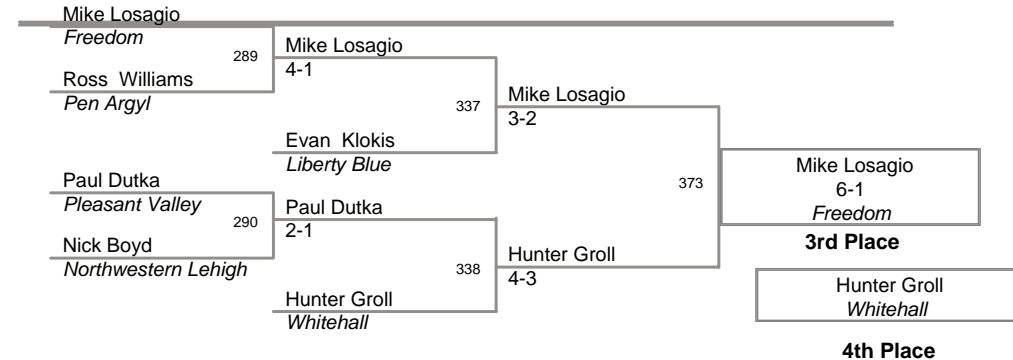 Mike Losagio
Freedom
289
Ross Williams
Pen Argyl
Mike Losagio
4-1
337
Evan Klokis
Liberty Blue
Mike Losagio
3-2
Paul Dutka
Pleasant Valley
290
Nick Boyd
Northwestern Lehigh
Paul Dutka
2-1
338
Hunter Groll
Whitehall
Hunter Groll
4-3
373
Mike Losagio
6-1
Freedom
3rd Place
Hunter Groll
Whitehall
4th Place